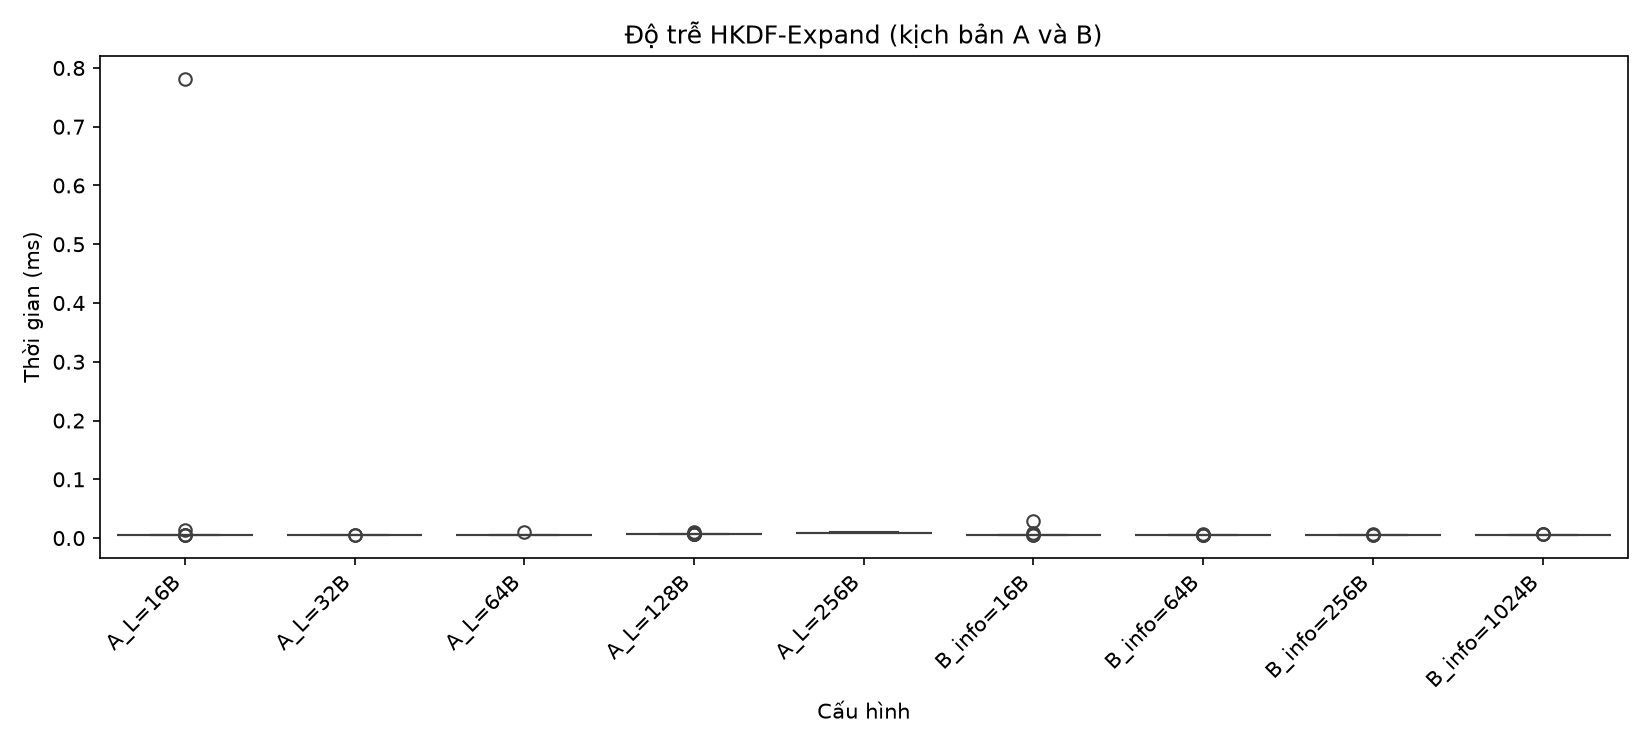 Độ trễ HKDF-Expand (kịch bản A và B)
Thời gian (ms)
0.8
0.7
0.6
0.5
0.4
0.3
0.2
0.1
0.0
A_L=16B
A_L=32B
A_L=64B
A_L=128B
A_L=256B
B_info=16B
B_info=64B
B_info=256B
B_info=1024B
Cấu hình